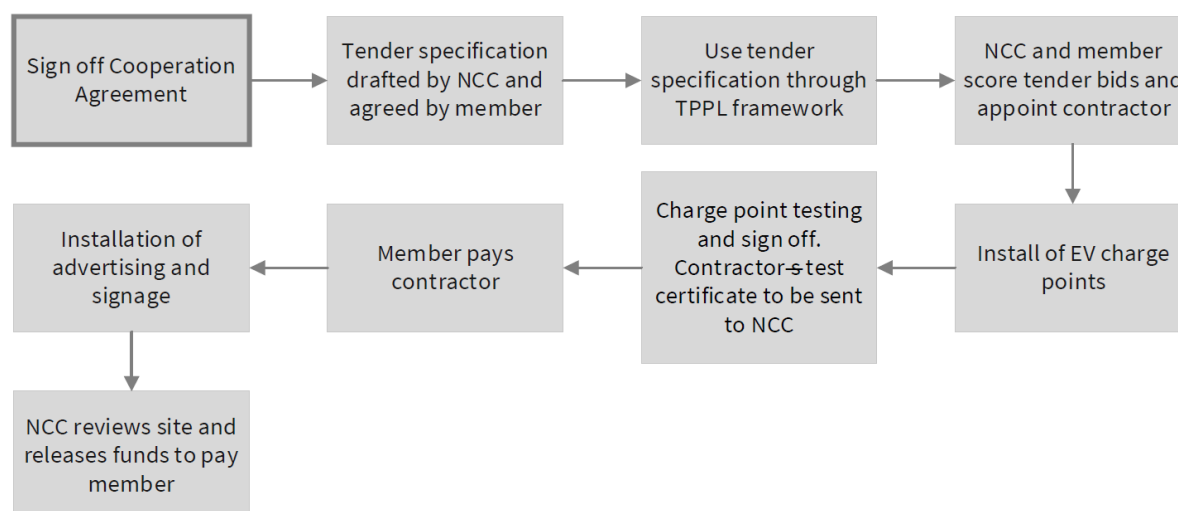 Sign off Cooperation
Agreement
Tender specification
drafted by NCC and
agreed by member
Use tender
specification through
TPPL framework
NCC and member
score tender bids and
appoint contractor
Install of EV charge
points
Charge point testing
and sign off.
Contractor s test
certificate to be sent
to NCC
Member pays
contractor
Installation of
advertising and
signage
NCC reviews site and
releases funds to pay
member